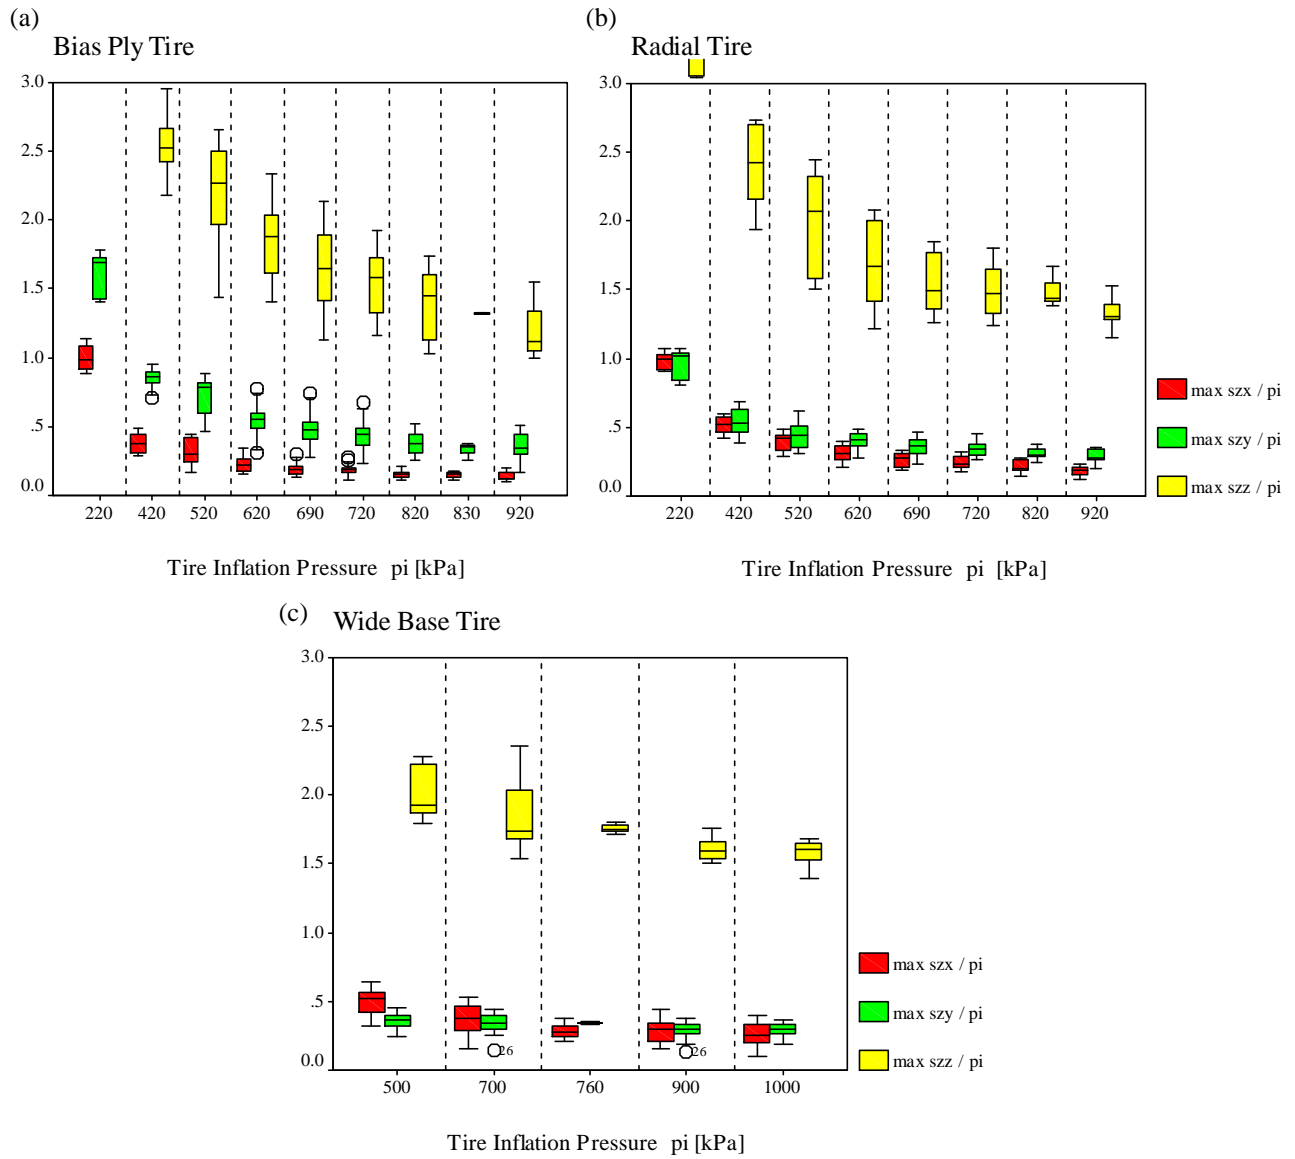 (a)
Bias Ply Tire
3.0
2.5
2.0
1.5
1.0
.5
0.0
220 420 520 620 690 720 820 830 920
Tire Inflation Pressure pi [kPa]
(b)
Radial Tire
3.0
2.5
2.0
1.5
1.0
.5
0.0
220 420 520 620 690 720 820 920
Tire Inflation Pressure pi [kPa]
max szx / pi
max szy / pi
max szz / pi
(c)
Wide Base Tire
3.0
2.5
2.0
1.5
1.0
.5
0.0
26
26
500 700 760 900 1000
Tire Inflation Pressure pi [kPa]
max szx / pi
max szy / pi
max szz / pi